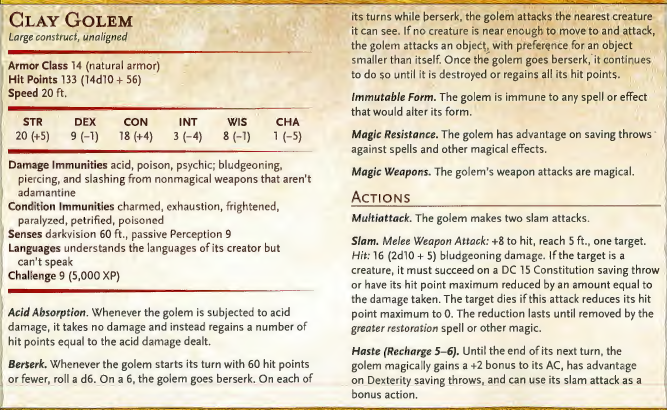 CLAY GOLEM
Large construct, unaligned
Armor Class 14 (natural armor)
Hit Points 133 (14d10 + 56)
Speed 20 ft.
STR DEX CON INT WIS CHA
20 (+5) 9 (−1) 18 (+4) 3 (−4) 8 (−1) 1 (−5)
Damage Immunities acid, poison, psychic; bludgeoning,
piercing, and slashing from nonmagical weapons that aren't
adamantine
Condition Immunities charmed, exhaustion, frightened,
paralyzed, petrified, poisoned
Senses darkvision 60 ft., passive Perception 9
Languages understands the languages of its creator but
can't speak
Challenge 9 (5,000 XP)
Acid Absorption. Whenever the golem is subjected to acid
damage, it takes no damage and instead regains a number of
hit points equal to the acid damage dealt.
Berserk. Whenever the golem starts its turn with 60 hit points
or fewer, roll a d6. On a 6, the golem goes berserk. On each of
its turns while berserk, the golem attacks the nearest creature
it can see. If no creature is near enough to move to and attack,
the golem attacks an object, with preference for an object
smaller than itself. Once the golem goes berserk, it continues
to do so until it is destroyed or regains all its hit points.
Immutable Form. The golem is immune to any spell or effect
that would alter its form.
Magic Resistance. The golem has advantage on saving throws
against spells and other magical effects.
Magic Weapons. The golem's weapon attacks are magical.
ACTIONS
Multiattack. The golem makes two slam attacks.
Slam. Melee Weapon Attack: +8 to hit, reach 5 ft., one target.
Hit: 16 (2d10 + 5) bludgeoning damage. If the target is a
creature, it must succeed on a DC 15 Constitution saving throw
or have its hit point maximum reduced by an amount equal to
the damage taken. The target dies if this attack reduces its hit
point maximum to 0. The reduction lasts until removed by the
greater restoration spell or other magic.
Haste (Recharge 5–6). Until the end of its next turn, the
golem magically gains a +2 bonus to its AC, has advantage
on Dexterity saving throws, and can use its slam attack as a
bonus action.